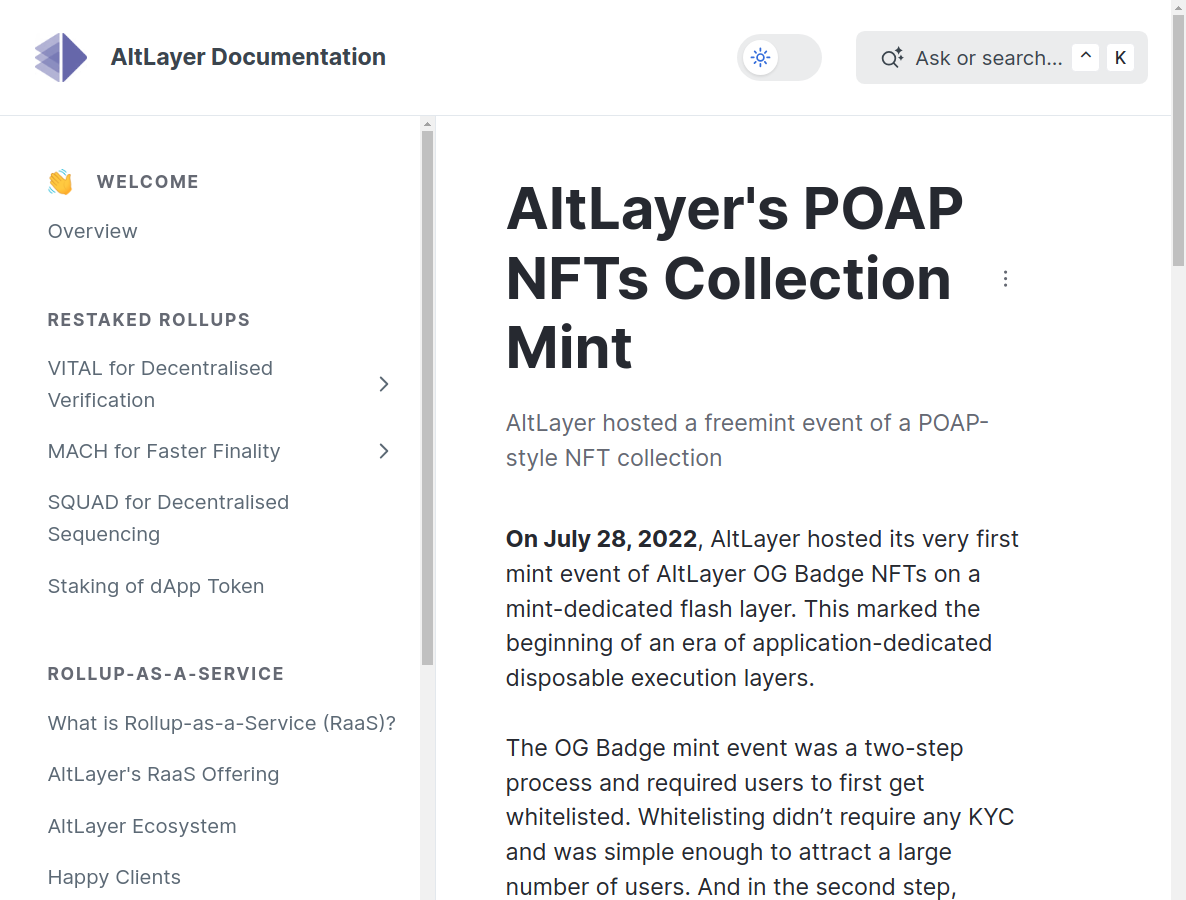 AltLayer Documentation
Ask or search...
⌃
K
WELCOME
Overview
RESTAKED ROLLUPS
VITAL for Decentralised
Verification
MACH for Faster Finality
SQUAD for Decentralised
Sequencing
Staking of dApp Token
ROLLUP-AS-A-SERVICE
What is Rollup-as-a-Service (RaaS)?
AltLayer's RaaS Offering
AltLayer Ecosystem
Happy Clients
AltLayer's POAP
NFTs Collection
Mint
AltLayer hosted a freemint event of a POAP-
style NFT collection
On July 28, 2022, AltLayer hosted its very first
mint event of AltLayer OG Badge NFTs on a
mint-dedicated flash layer. This marked the
beginning of an era of application-dedicated
disposable execution layers.
The OG Badge mint event was a two-step
process and required users to first get
whitelisted. Whitelisting didn’t require any KYC
and was simple enough to attract a large
number of users. And in the second step,